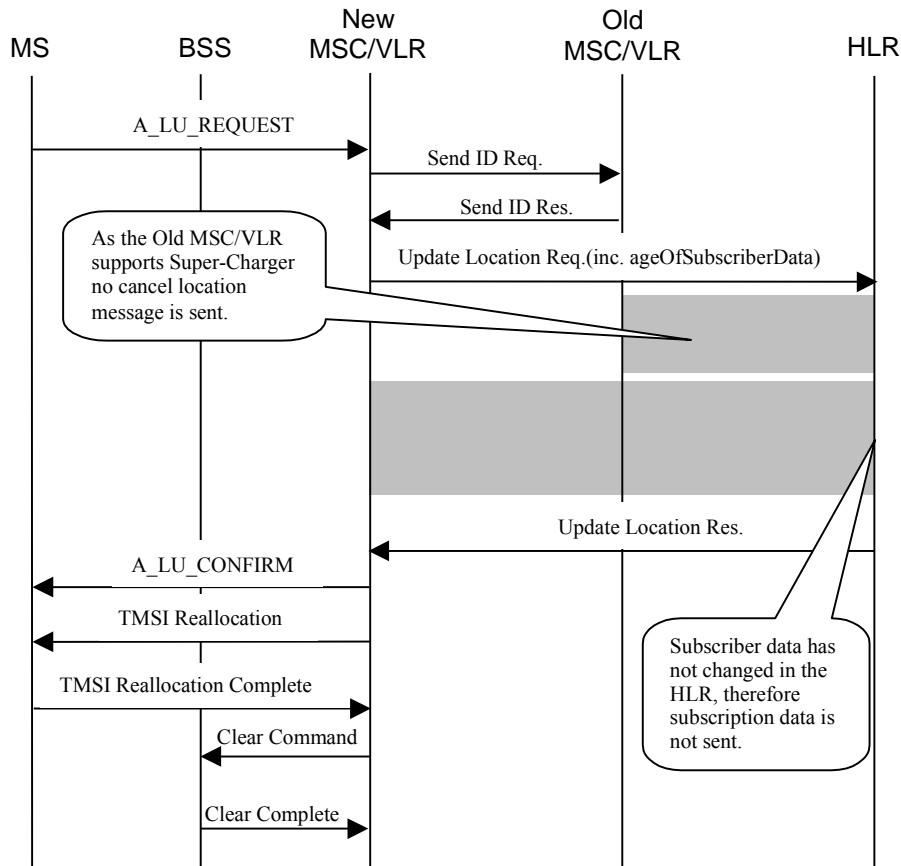 New
Old
MS
BSS
MSC/VLR
MSC/VLR
HLR
A_LU_REQUEST
Send ID Req.
Send ID Res.
As the Old MSC/VLR
supports Super-Charger
no cancel location
message is sent.
Update Location Req.(inc. ageOfSubscriberData)
Update Location Res.
A_LU_CONFIRM
TMSI Reallocation
Subscriber data has
not changed in the
HLR, therefore
subscription data is
not sent.
TMSI Reallocation Complete
Clear Command
Clear Complete